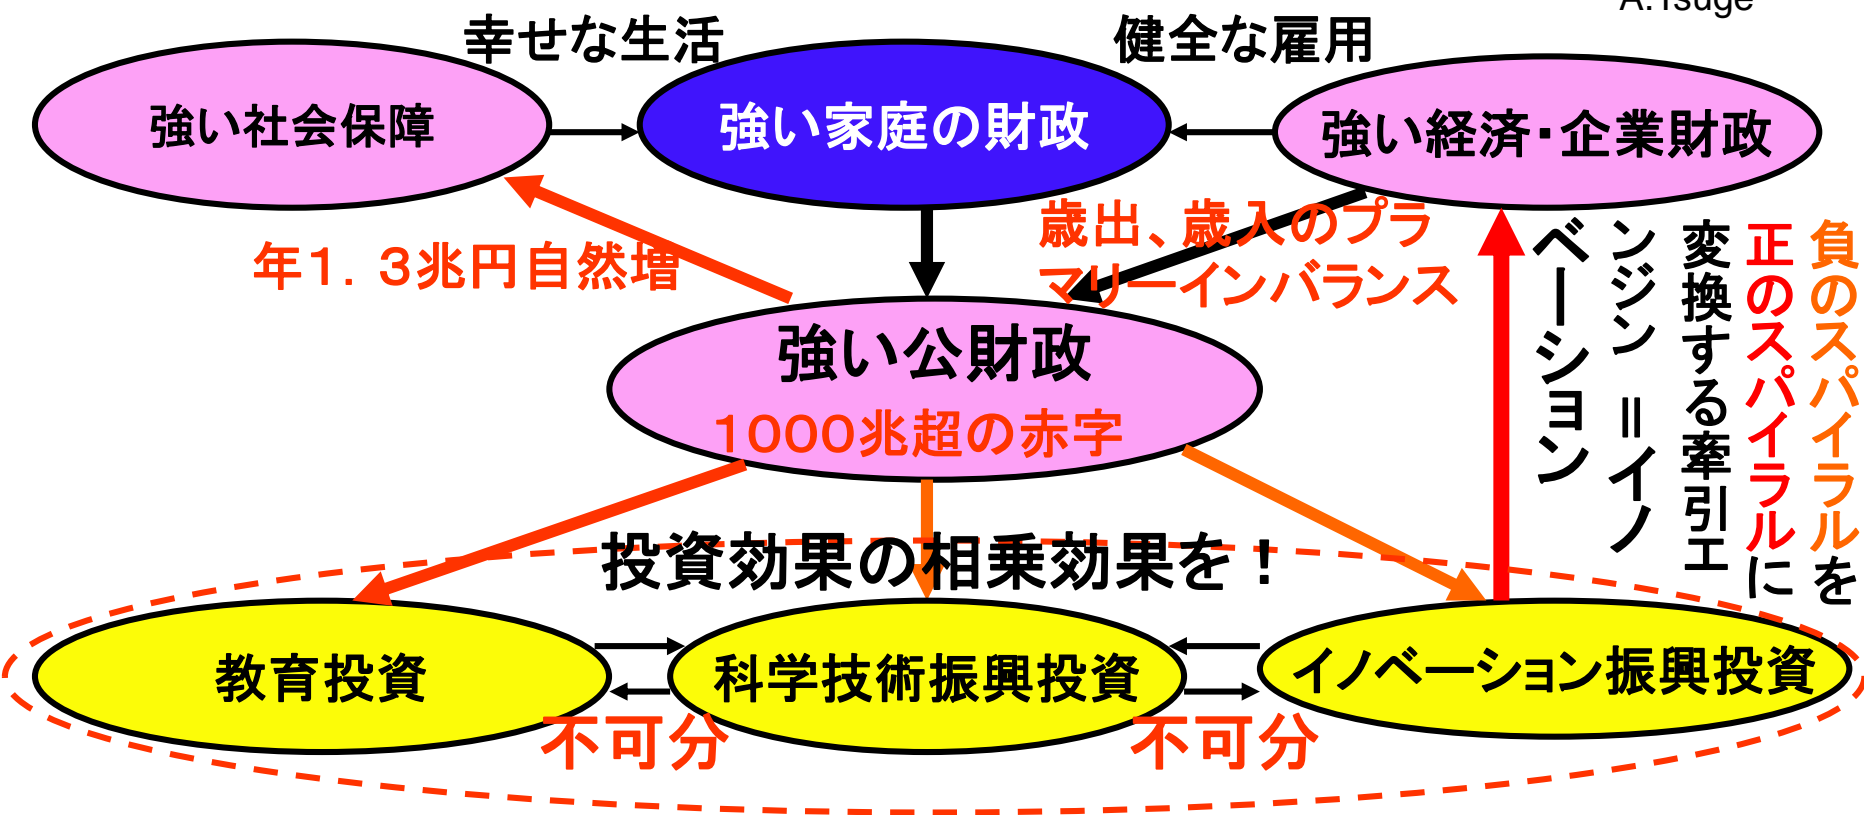 A.Tsuge
幸せな生活
健全な雇用
強い社会保障
強い家庭の財政
強い経済・企業財政
年1.3兆円自然増
歳出、歳入のプラ
マリーインバランス
強い公財政
1000兆超の赤字
負のスパイラルを
正のスパイラルに
変換する牽引エ
ンジン =イノ
ベーション
投資効果の相乗効果を!
教育投資
科学技術振興投資
イノベーション振興投資
不可分
不可分